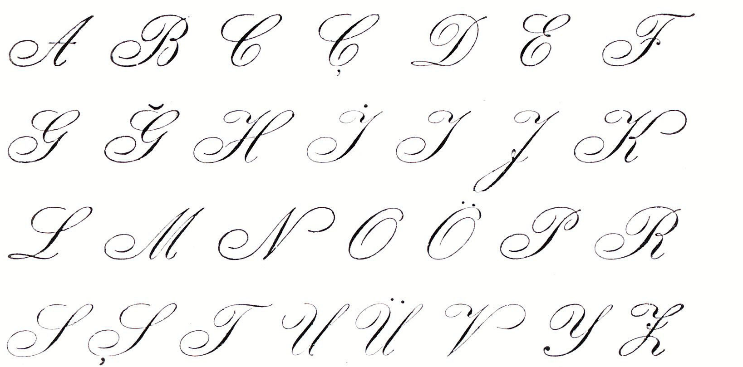 A B C Ç D E F
G Ğ H İ I J K
L M N O Ö P R
S Ş T U Ü V Y Z